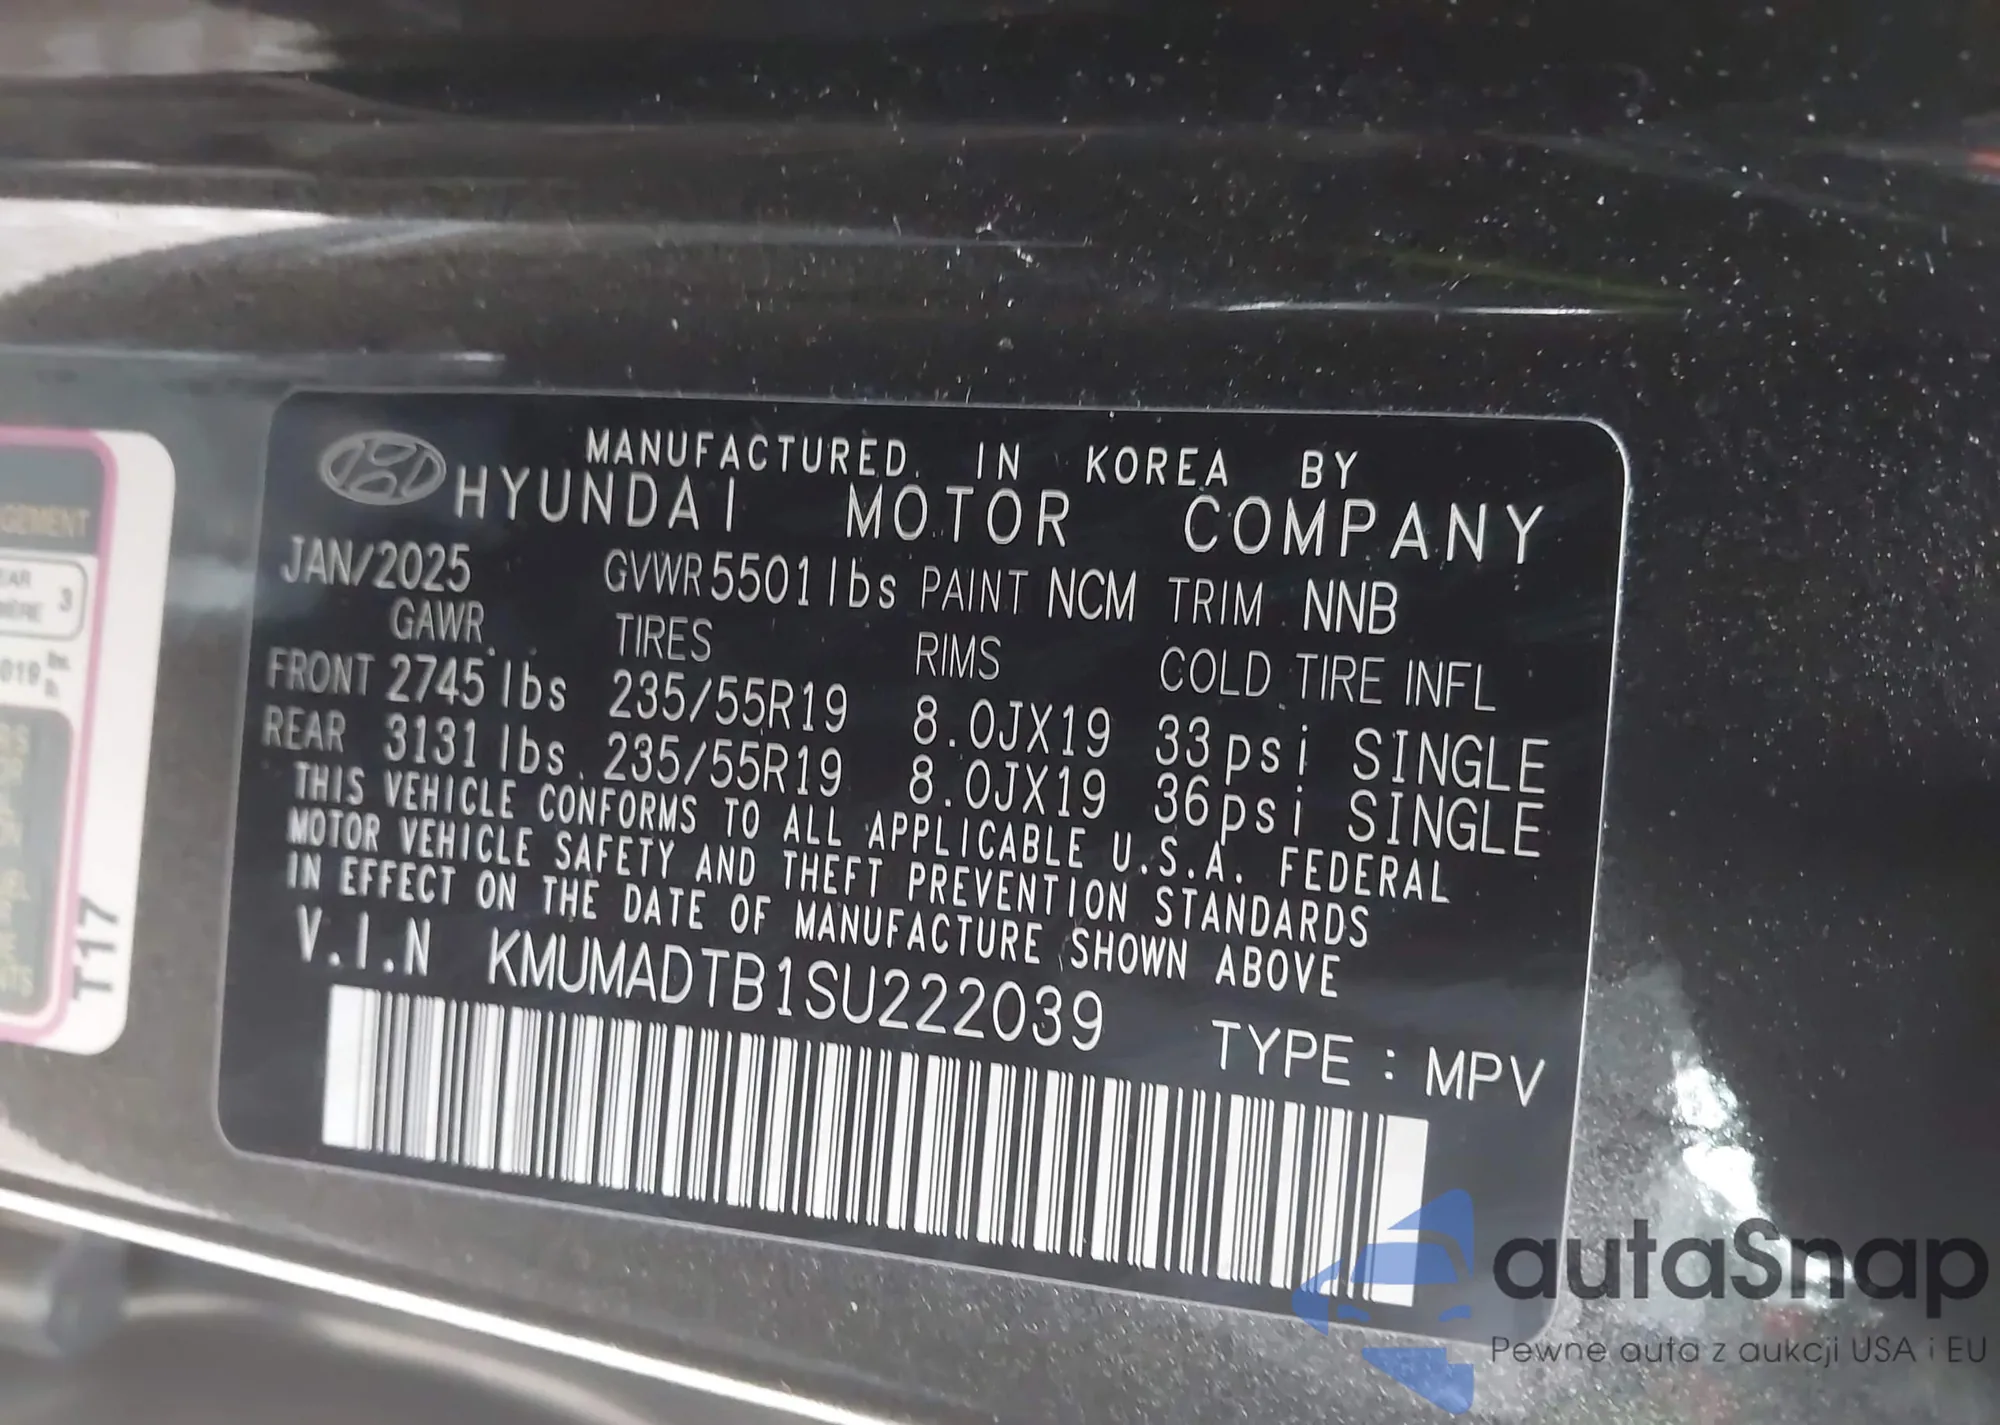 MANUFACTURED IN KOREA BY
HYUNDAI MOTOR COMPANY
JAN/2025 GVWR 5501 lbs PAINT NCM TRIM NNB
GAWR TIRES RIMS COLD TIRE INFL
FRONT 2745 lbs 235/55R19 8.0JX19 33psi SINGLE
REAR 3131 lbs 235/55R19 8.0JX19 36psi SINGLE
THIS VEHICLE CONFORMS TO ALL APPLICABLE U.S.A. FEDERAL
MOTOR VEHICLE SAFETY AND THEFT PREVENTION STANDARDS
IN EFFECT ON THE DATE OF MANUFACTURE SHOWN ABOVE
V.I.N KMUMADTB1SU222039 TYPE : MPV
3
T17
autaSnap
Pewne auta z aukcji USA i EU